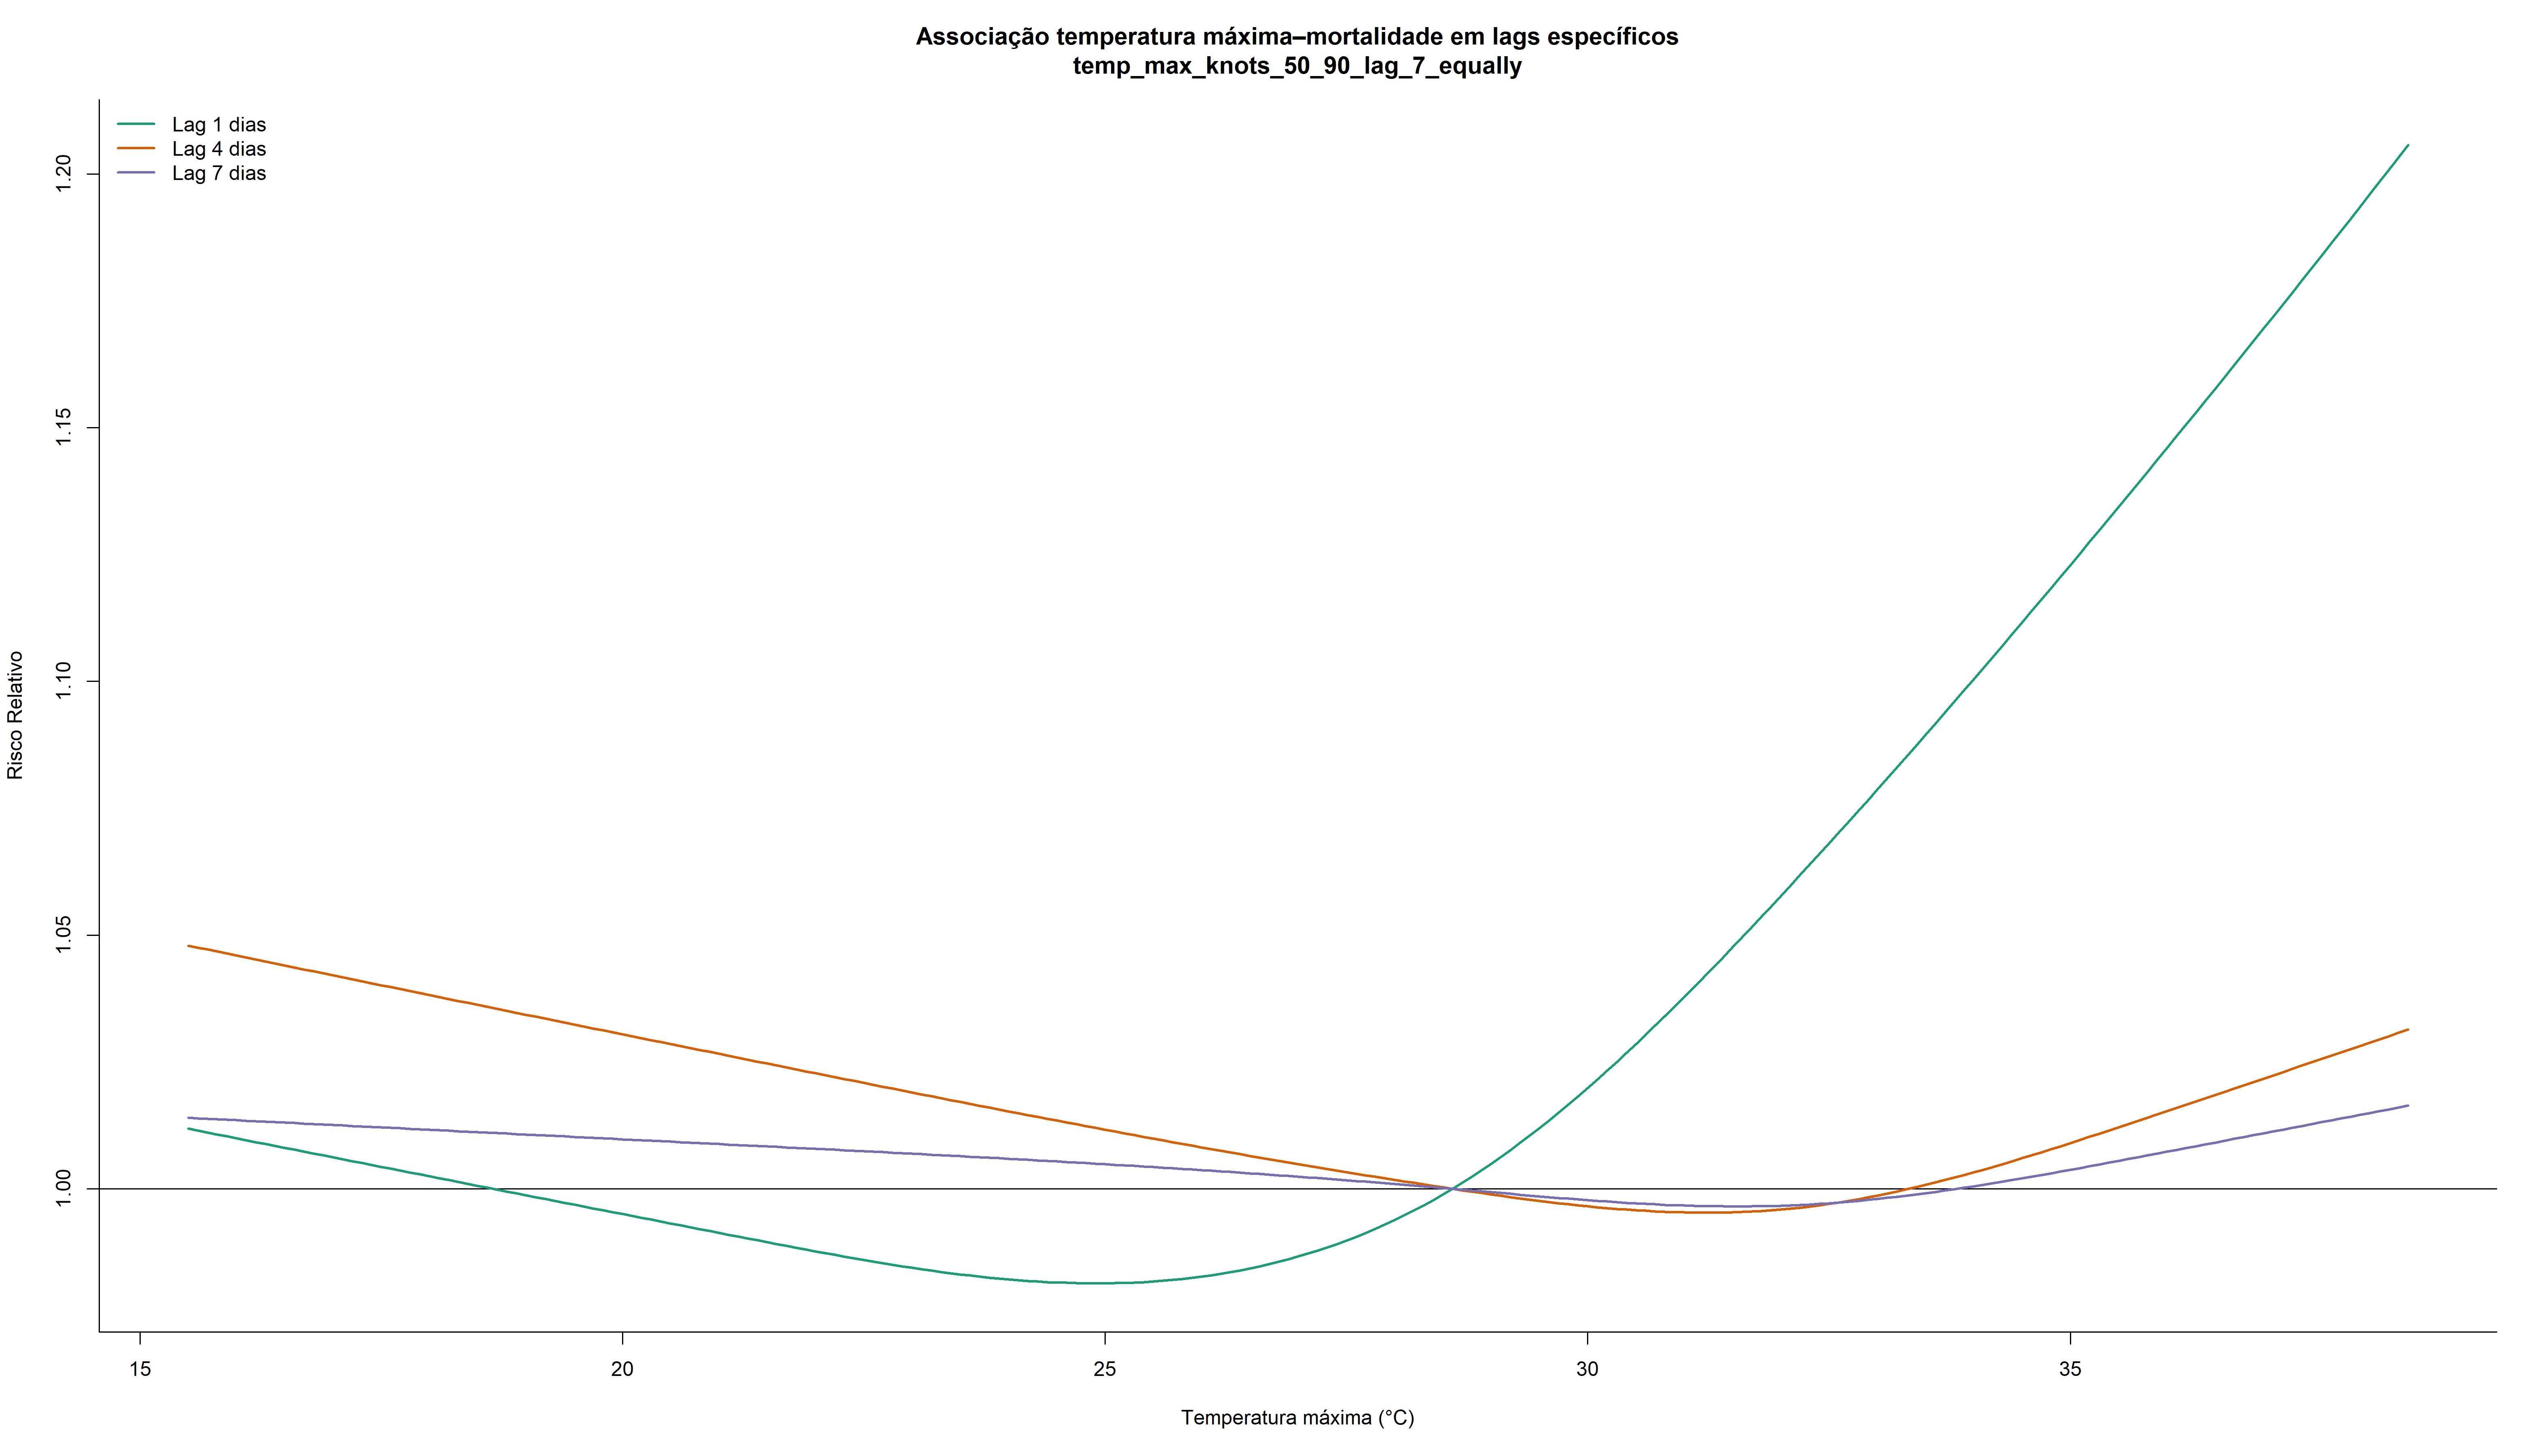 Associação temperatura máxima–mortalidade em lags específicos
temp_max_knots_50_90_lag_7_equally
Lag 1 dias
Lag 4 dias
Lag 7 dias
1.20
1.15
1.10
1.05
1.00
Risco Relativo
15 20 25 30 35
Temperatura máxima (°C)